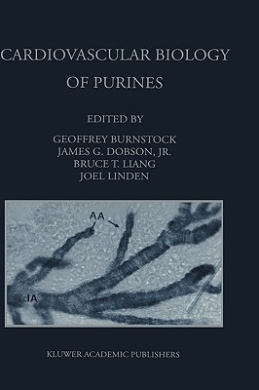 CARDIOVASCULAR BIOLOGY
OF PURINES
EDITED BY
GEOFFREY BURNSTOCK
JAMES G. DOBSON, JR.
BRUCE T. LIANG
JOEL LINDEN
AA
IA
KLUWER ACADEMIC PUBLISHERS